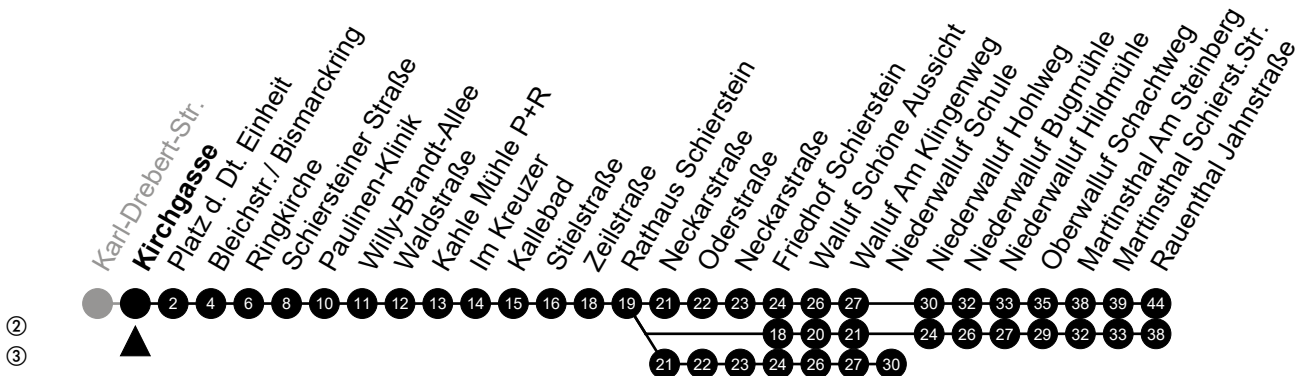 Karl-Drebert-Str.
Kirchgasse
Platz d. Dt. Einheit
Bleichstr./ Bismarckring
Ringkirche
Schiersteiner Straße
Paulinen-Klinik
Willy-Brandt-Allee
Waldstraße
Kahle Mühle P+R
Im Kreuzer
Kallebad
Stielstraße
Zeilstraße
Rathaus Schierstein
Neckarstraße
Oderstraße
Neckarstraße
Friedhof Schierstein
Walluf Schöne Aussicht
Walluf Am Klingenweg
Niederwalluf Schule
Niederwalluf Hohlweg
Niederwalluf Bugmühle
Niederwalluf Hildmühle
Oberwalluf Schachtweg
Martinsthal Am Steinberg
Martinsthal Schierst.Str.
Rauenthal Jahnstraße
2 4 6 8 10 11 12 13 14 15 16 18 19 21 22 23 24 26 27 30 32 33 35 38 39 44
② 18 20 21 24 26 27 29 32 33 38
③ 21 22 23 24 26 27 30